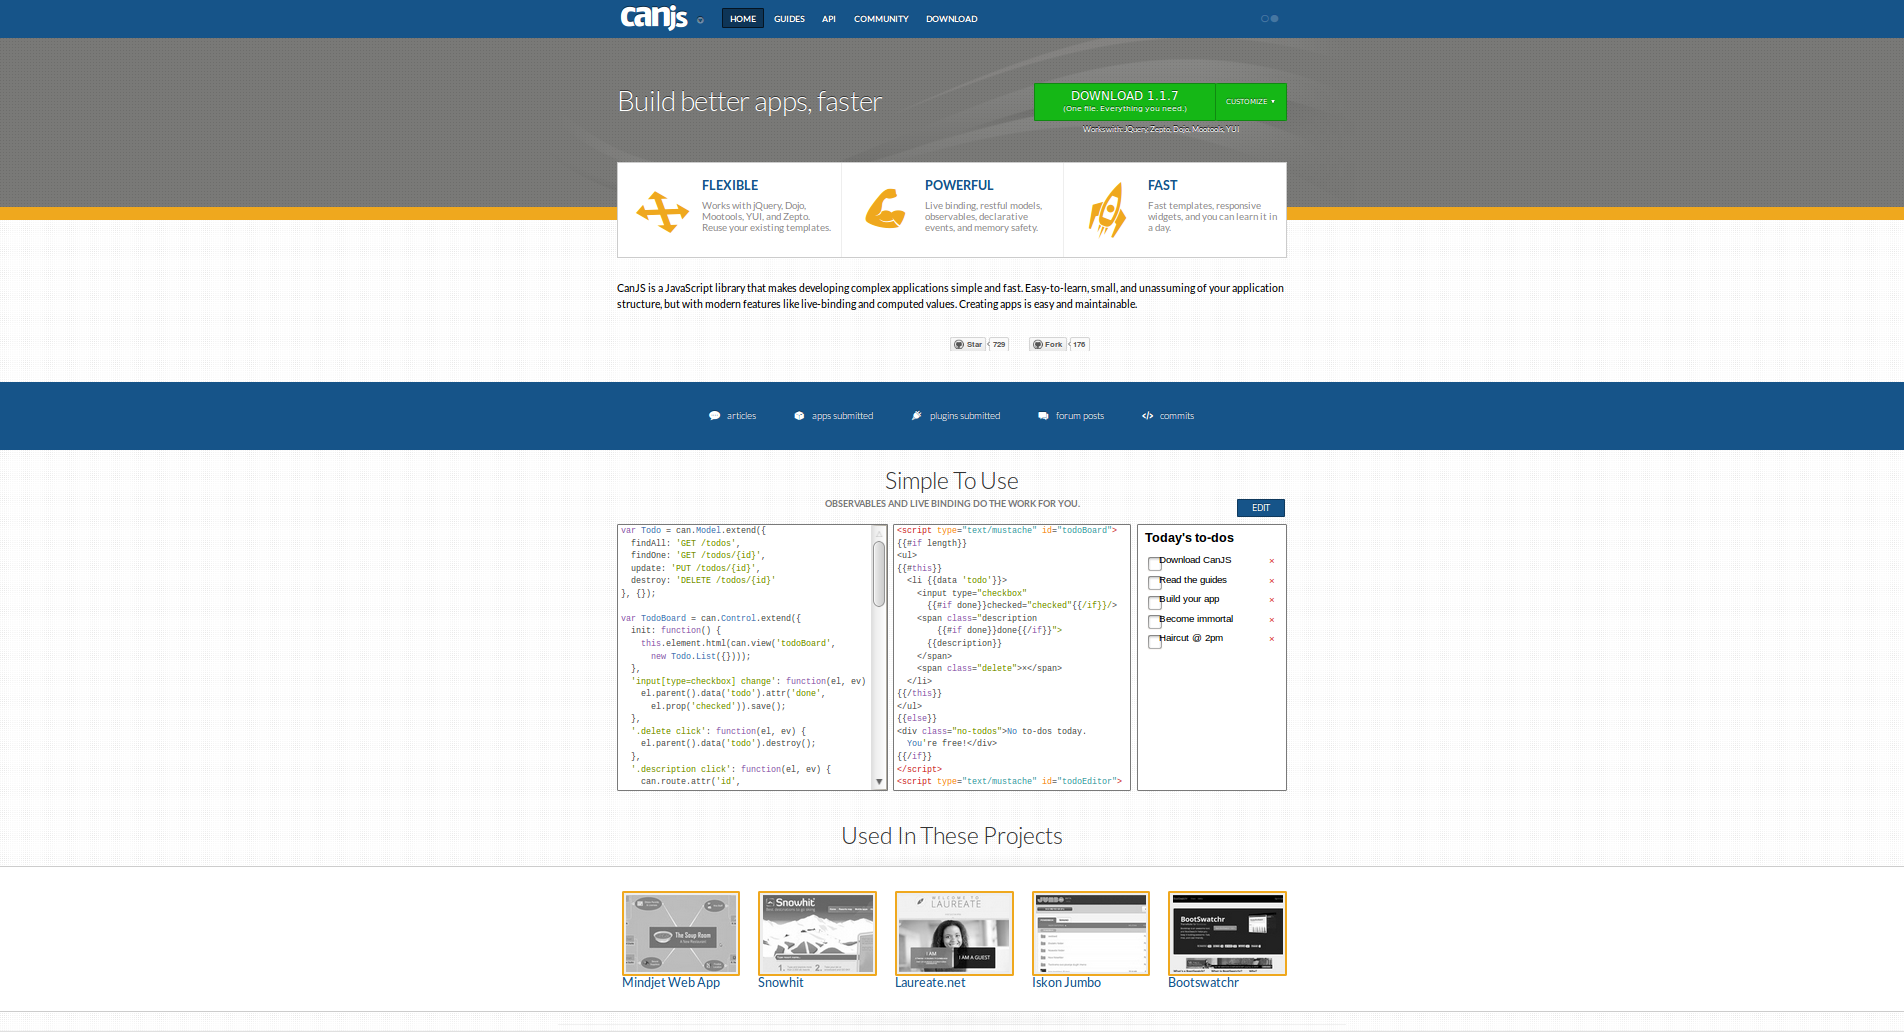 canjs
HOME GUIDES API COMMUNITY DOWNLOAD
Build better apps, faster
DOWNLOAD 1.1.7
(One file. Everything you need.)
CUSTOMIZE ▼
Works with: JQuery, Zepto, Dojo, Mootools, YUI
FLEXIBLE
Works with jQuery, Dojo,
Mootools, YUI, and Zepto.
Reuse your existing templates.
POWERFUL
Live binding, restful models,
observables, declarative
events, and memory safety.
FAST
Fast templates, responsive
widgets, and you can learn it in
a day.
CanJS is a JavaScript library that makes developing complex applications simple and fast. Easy-to-learn, small, and unassuming of your application
structure, but with modern features like live-binding and computed values. Creating apps is easy and maintainable.
Star 729 Fork 176
articles apps submitted plugins submitted forum posts commits
Simple To Use
OBSERVABLES AND LIVE BINDING DO THE WORK FOR YOU.
EDIT
var Todo = can.Model.extend({
findAll: 'GET /todos',
findOne: 'GET /todos/{id}',
update: 'PUT /todos/{id}',
destroy: 'DELETE /todos/{id}'
}, {});
var TodoBoard = can.Control.extend({
init: function() {
this.element.html(can.view('todoBoard',
new Todo.List({})));
},
'input[type=checkbox] change': function(el, ev)
el.parent().data('todo').attr('done',
el.prop('checked')).save();
},
'.delete click': function(el, ev) {
el.parent().data('todo').destroy();
},
'.description click': function(el, ev) {
can.route.attr('id',
<script type="text/mustache" id="todoBoard">
{{#if length}}
<ul>
{{#this}}
<li {{data 'todo'}}>
<input type="checkbox"
{{#if done}}checked="checked"{{/if}}/>
<span class="description
{{#if done}}done{{/if}}">
{{description}}
</span>
<span class="delete">×</span>
</li>
{{/this}}
</ul>
{{else}}
<div class="no-todos">No to-dos today.
You're free!</div>
{{/if}}
</script>
<script type="text/mustache" id="todoEditor">
Today's to-dos
Download CanJS ×
Read the guides ×
Build your app ×
Become immortal ×
Haircut @ 2pm ×
Used In These Projects
The Soup Room
Snowhit
1. 2.
WELCOME TO
LAUREATE
I AM
I AM A GUEST
JUMBO
BootSwatchr
Mindjet Web App
Snowhit
Laureate.net
Iskon Jumbo
Bootswatchr